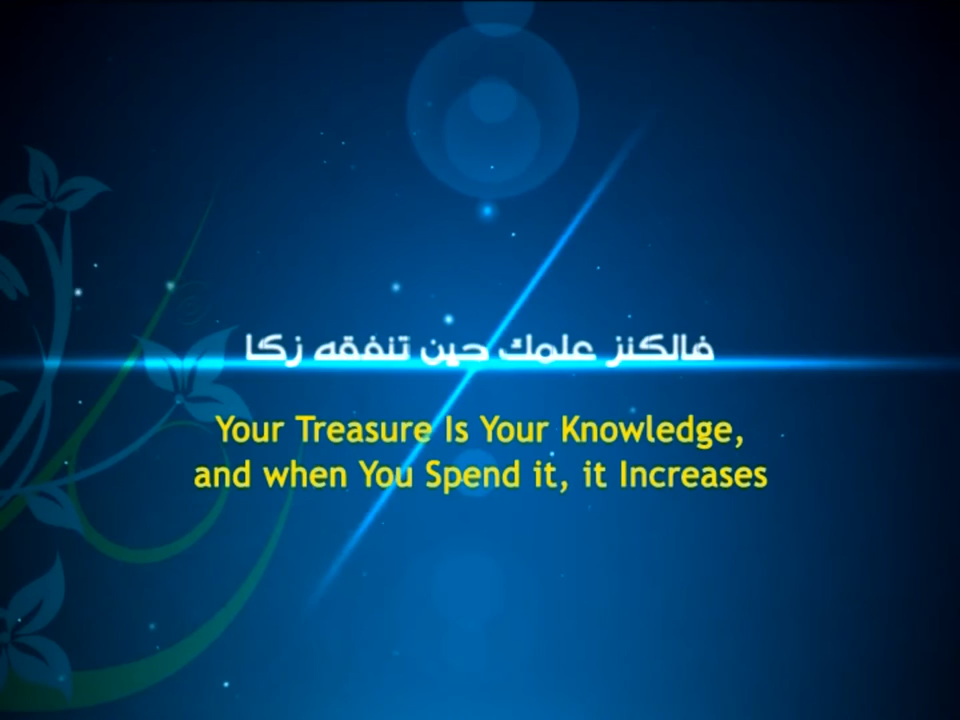 فالكنز علمك حين تنفقه زكا
Your Treasure Is Your Knowledge,
and when You Spend it, it Increases